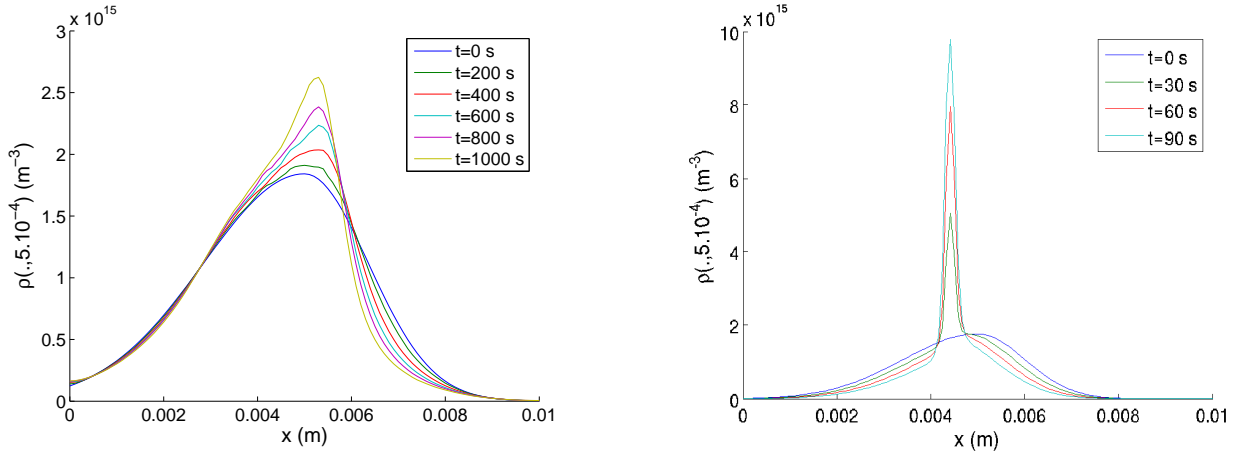 x 10^15
3
2.5
2
1.5
1
0.5
0
ρ(.,5.10^−4) (m^−3)
t=0 s
t=200 s
t=400 s
t=600 s
t=800 s
t=1000 s
0 0.002 0.004 0.006 0.008 0.01
x (m)
x 10^15
10
8
6
4
2
0
ρ(.,5.10^-4) (m^-3)
t=0 s
t=30 s
t=60 s
t=90 s
0 0.002 0.004 0.006 0.008 0.01
x (m)